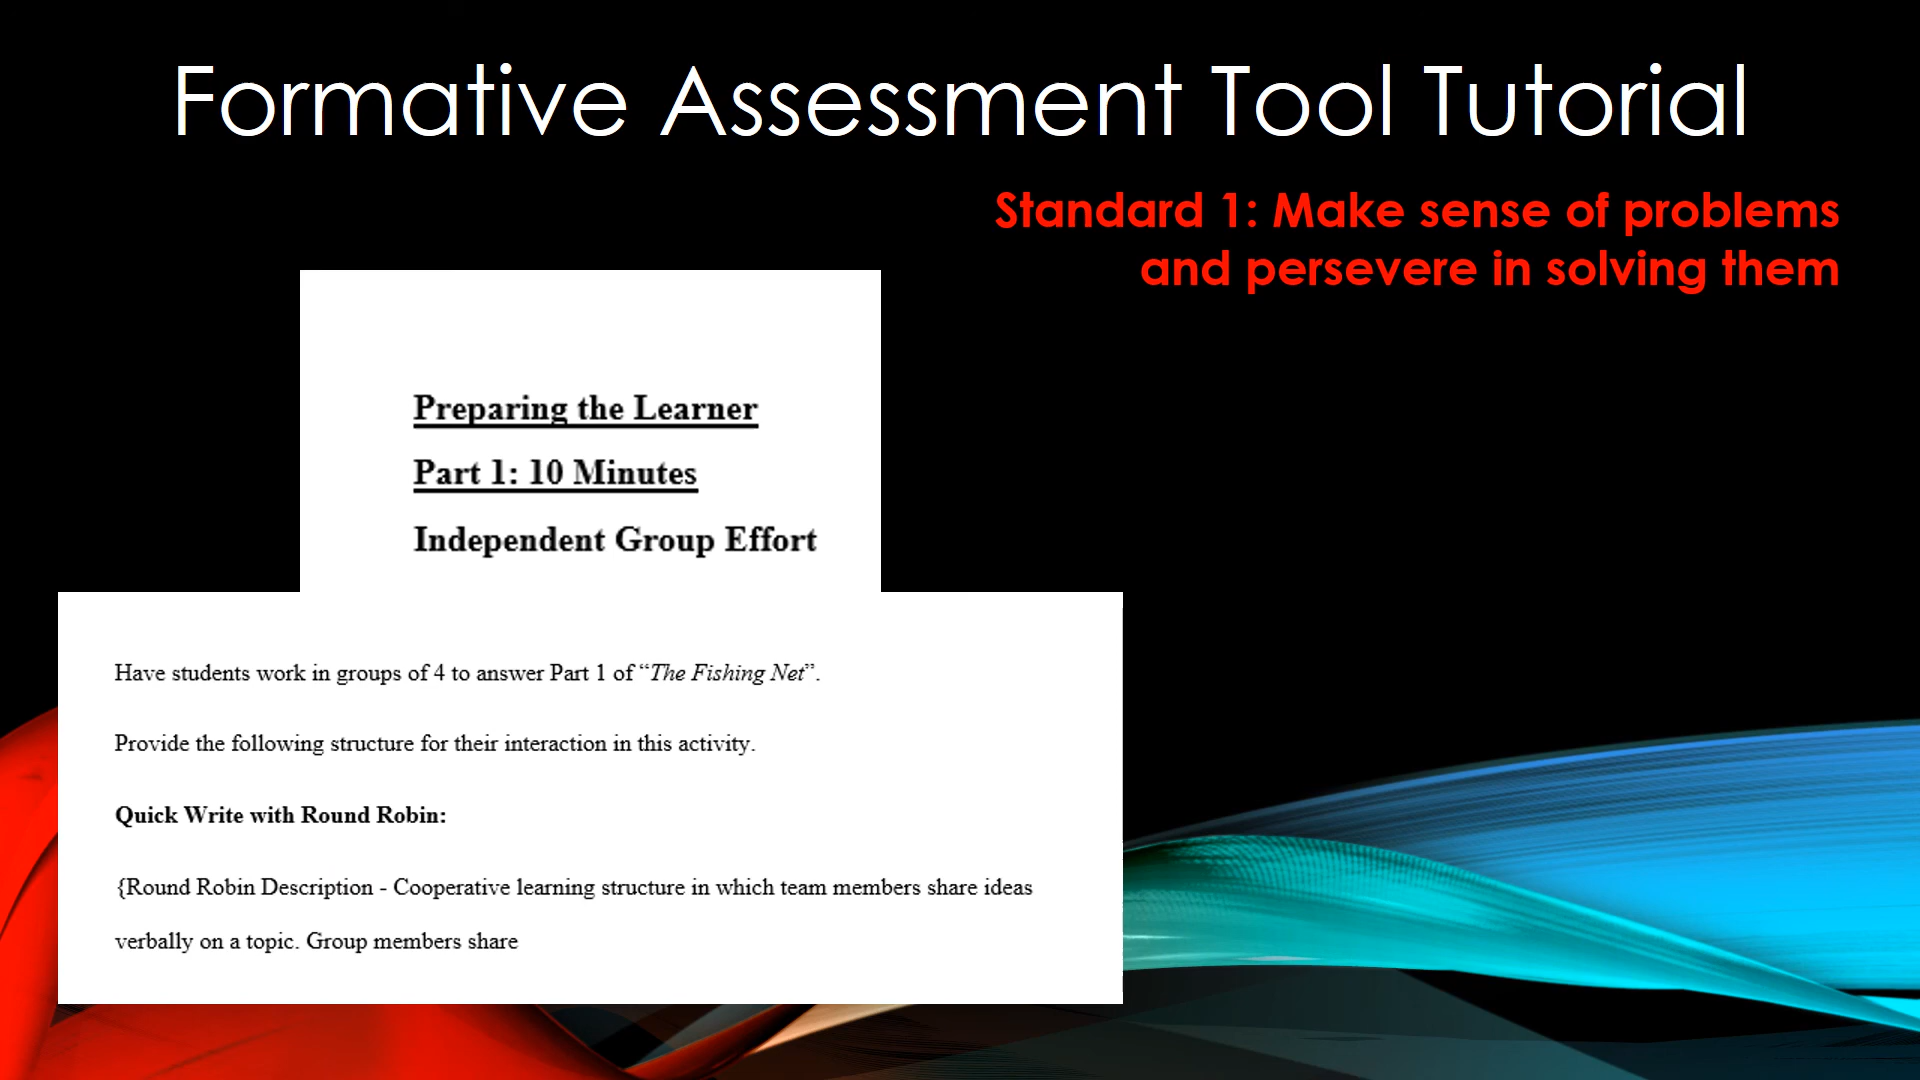 Formative Assessment Tool Tutorial
Standard 1: Make sense of problems
and persevere in solving them
Preparing the Learner
Part 1: 10 Minutes
Independent Group Effort
Have students work in groups of 4 to answer Part 1 of “The Fishing Net”.
Provide the following structure for their interaction in this activity.
Quick Write with Round Robin:
{Round Robin Description - Cooperative learning structure in which team members share ideas
verbally on a topic. Group members share